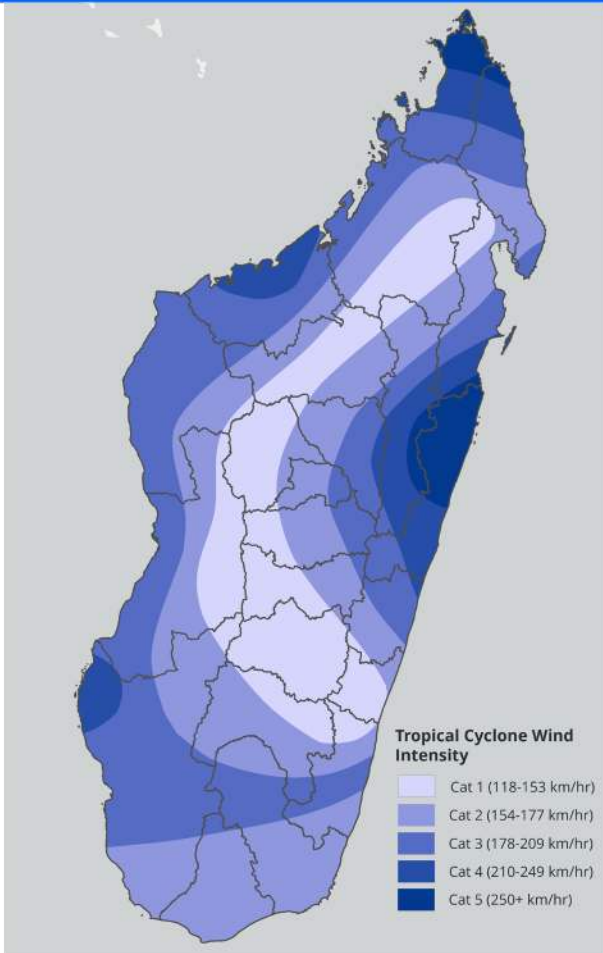 Tropical Cyclone Wind
Intensity
Cat 1 (118-153 km/hr)
Cat 2 (154-177 km/hr)
Cat 3 (178-209 km/hr)
Cat 4 (210-249 km/hr)
Cat 5 (250+ km/hr)